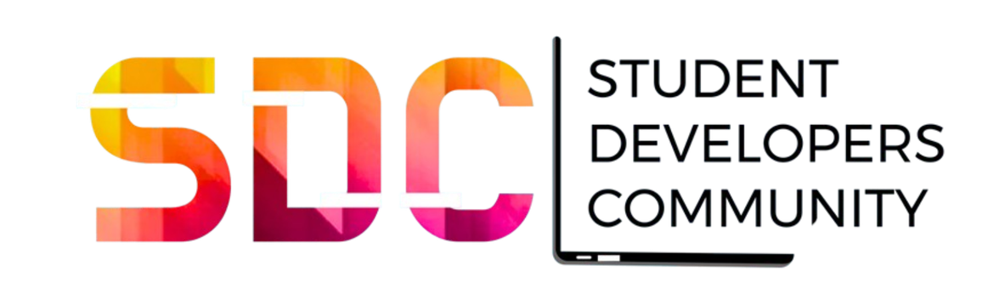 SDC
STUDENT
DEVELOPERS
COMMUNITY